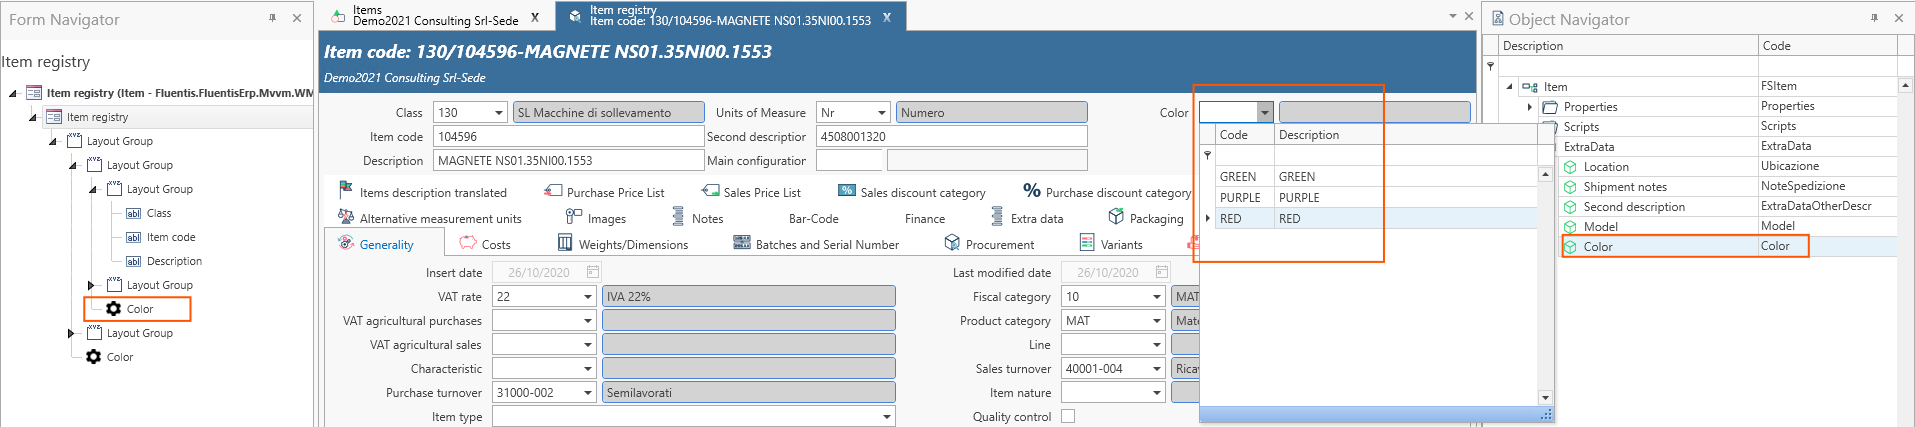 Form Navigator
Item registry
Item registry (Item - Fluentis.FluentisErp.Mvvm.WM
Item registry
Layout Group
Layout Group
Layout Group
Class
Item code
Description
Layout Group
Color
Layout Group
Color
Items
Demo2021 Consulting Srl-Sede
X
Item registry
Item code: 130/104596-MAGNETE NS01.35NI00.1553
X
Item code: 130/104596-MAGNETE NS01.35NI00.1553
Demo2021 Consulting Srl-Sede
Class 130 SL Macchine di sollevamento Units of Measure Nr Numero Color
Item code 104596 Second descriptior 4508001320
Description MAGNETE NS01.35NI00.1553 Main configuration
Items description translated Purchase Price List Sales Price List Sales discount category Purchase discount category
Alternative measurement units Images Notes Bar-Code Finance Extra data Packaging
Generality Costs Weights/Dimensions Batches and Serial Number Procurement Variants
Insert date 26/10/2020 Last modified date 26/10/2020
VAT rate 22 IVA 22% Fiscal category 10 MAT
VAT agricultural purchases Product category MAT Mate
VAT agricultural sales Line
Characteristic Sales turnover 40001-004 Rica
Purchase turnover 31000-002 Semilavorati Item nature
Item type Quality control
Code Description
GREEN GREEN
PURPLE PURPLE
RED RED
Object Navigator
Description Code
Item FSItem
Properties Properties
Scripts Scripts
ExtraData ExtraData
Location Ubicazione
Shipment notes NoteSpedizione
Second description ExtraDataOtherDescr
Model Model
Color Color